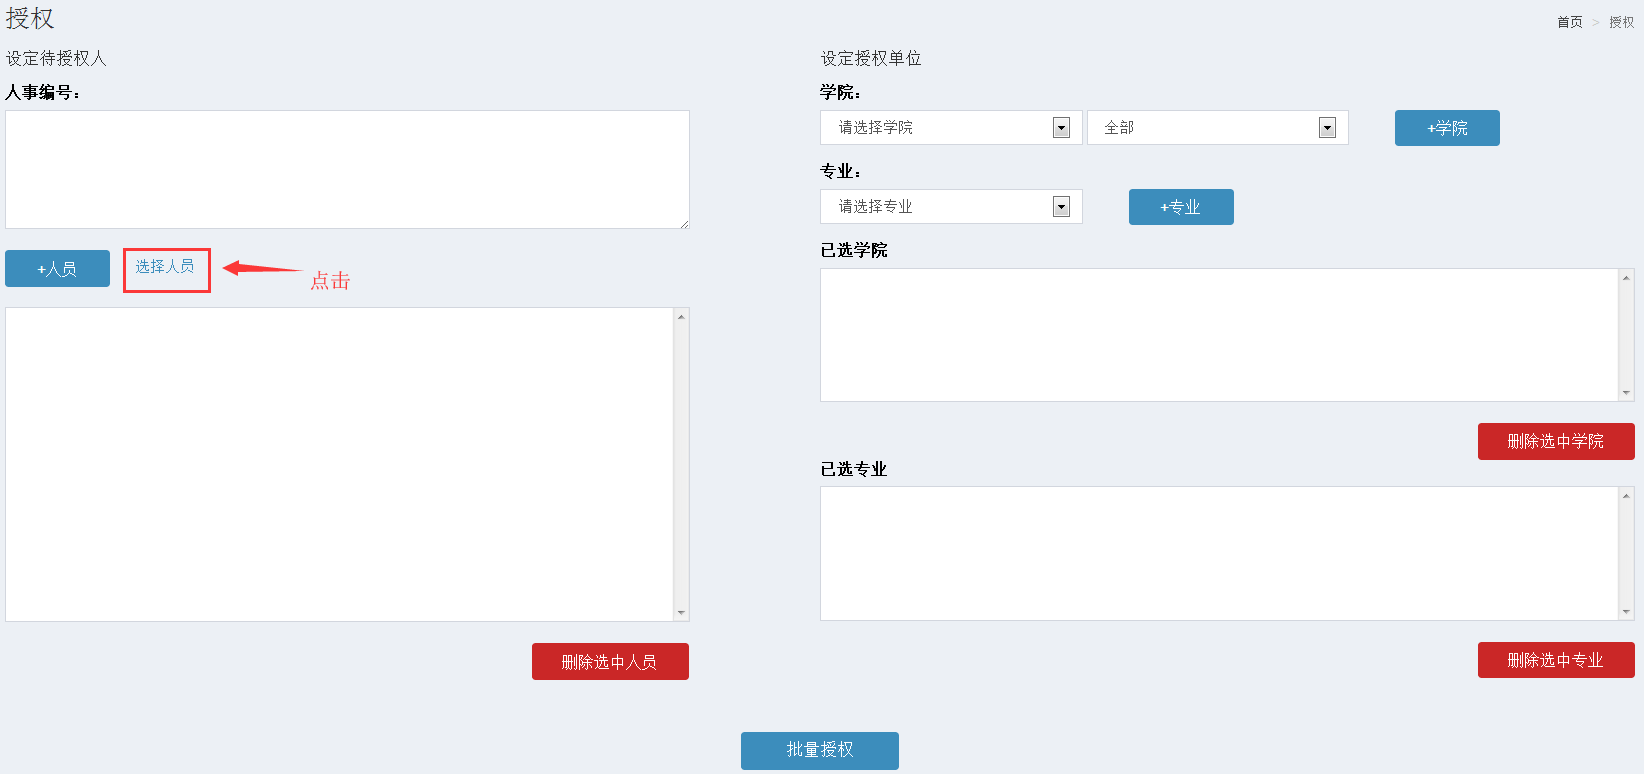 授权
首页 > 授权
设定待授权人
人事编号：
+人员
选择人员
点击
删除选中人员
设定授权单位
学院：
请选择学院
全部
+学院
专业：
请选择专业
+专业
已选学院
删除选中学院
已选专业
删除选中专业
批量授权